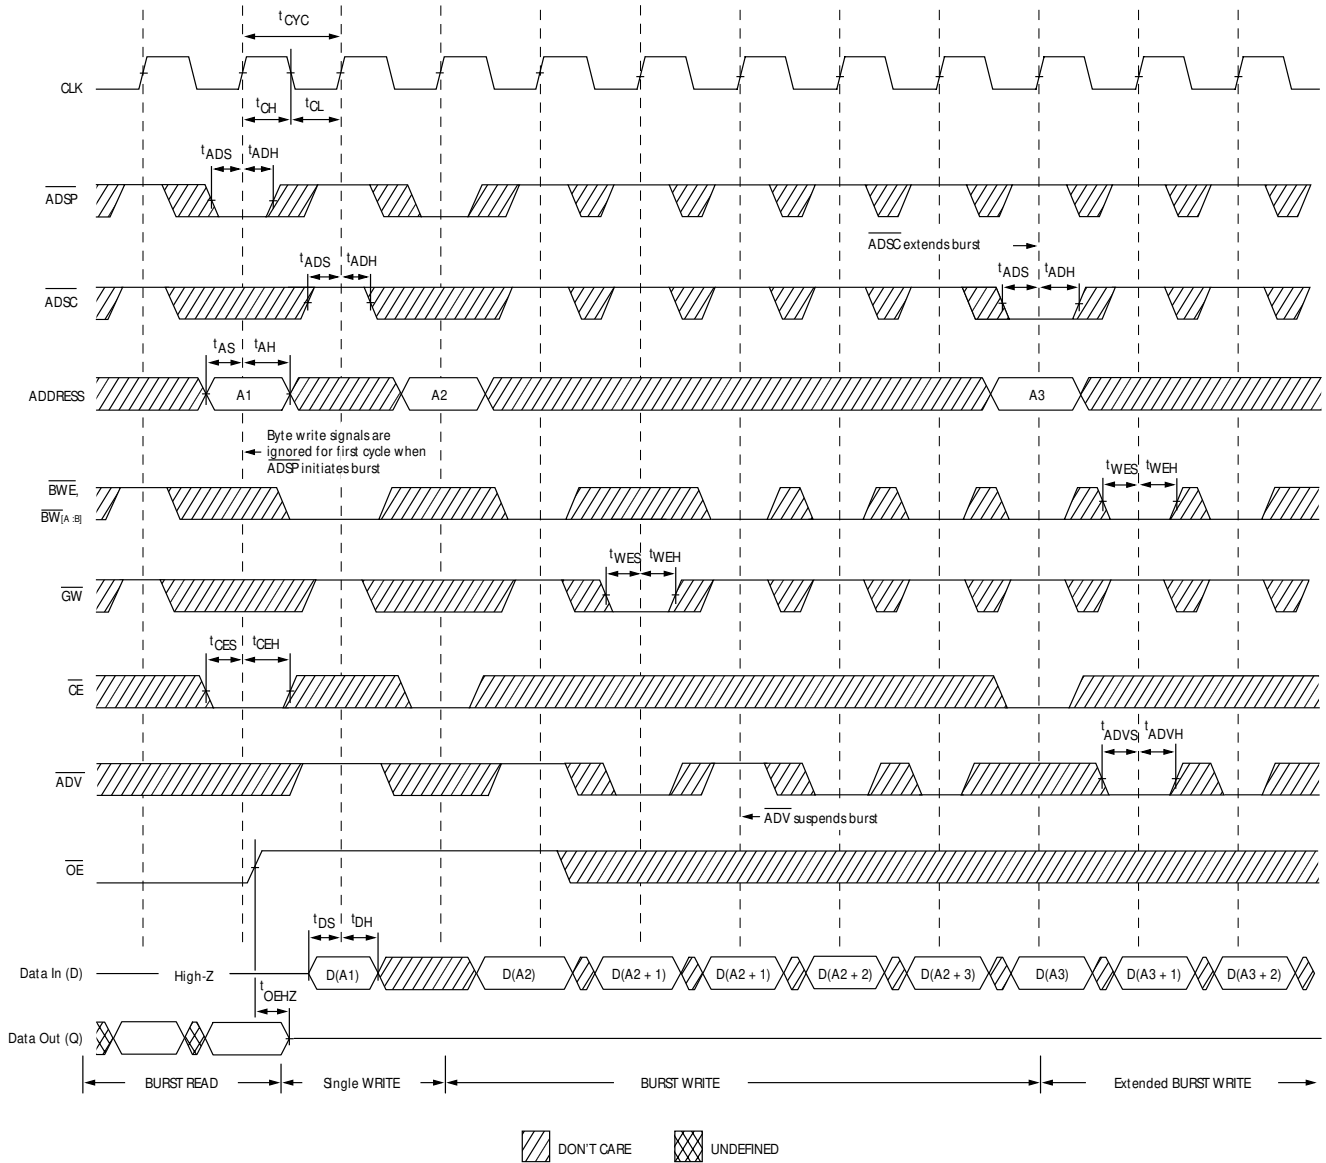 tCYC
CLK
tCH
tCL
tADS
tADH
ADSP
ADSC extends burst
tADS
tADH
tADS
tADH
ADSC
tAS
tAH
ADDRESS
A1
A2
A3
Byte write signals are
ignored for first cycle when
ADSP initiates burst
tWES
tWEH
BWE,
BW[A :B]
tWES
tWEH
GW
tCES
tCEH
CE
tADVS
tADVH
ADV
ADV suspends burst
OE
tDS
tDH
Data In (D)
High-Z
D(A1)
D(A2)
D(A2 + 1)
D(A2 + 1)
D(A2 + 2)
D(A2 + 3)
D(A3)
D(A3 + 1)
D(A3 + 2)
tOEHZ
Data Out (Q)
BURST READ
Single WRITE
BURST WRITE
Extended BURST WRITE
DON'T CARE
UNDEFINED